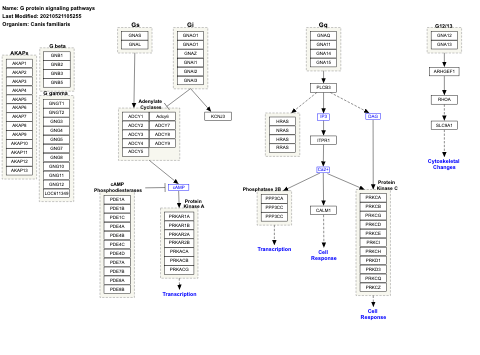 Name: G protein signaling pathways
Last Modified: 20210521105255
Organism: Canis familiaris
AKAPs
AKAP1
AKAP2
AKAP3
AKAP4
AKAP5
AKAP6
AKAP7
AKAP8
AKAP9
AKAP10
AKAP11
AKAP12
AKAP13
G beta
GNB1
GNB2
GNB3
GNB5
G gamma
GNGT1
GNGT2
GNG3
GNG4
GNG5
GNG7
GNG8
GNG10
GNG11
GNG12
Gs
GNAS
GNAL
Gi
GNAO1
GNAO1
GNAZ
GNAI1
GNAI2
GNAI3
Adenylate
Cyclases
ADCY1
Adcy6
ADCY2
ADCY7
ADCY3
ADCY8
ADCY4
ADCY9
ADCY5
KCNJ3
cAMP
Phosphodiesterases
PDE1A
PDE1B
PDE1C
PDE4A
PDE4B
PDE4C
PDE4D
PDE7A
PDE7B
PDE8A
PDE8B
cAMP
Protein
Kinase A
PRKAR1A
PRKAR1B
PRKAR2A
PRKAR2B
PRKACA
PRKACB
PRKACG
Transcription
Gq
GNAQ
GNA11
GNA14
GNA15
PLCB3
HRAS
NRAS
HRAS
RRAS
IP3
DAG
ITPR1
Ca2+
Phosphatase 2B
PPP3CA
PPP3CC
PPP3CC
Transcription
CALM1
Cell
Response
Protein
Kinase C
PRKCA
PRKCB
PRKCG
PRKCD
PRKCE
PRKCI
PRKCH
PRKD1
PRKD3
PRKCQ
PRKCZ
Cell
Response
G12/13
GNA12
GNA13
ARHGEF1
RHOA
SLC9A1
Cytoskeletal
Changes